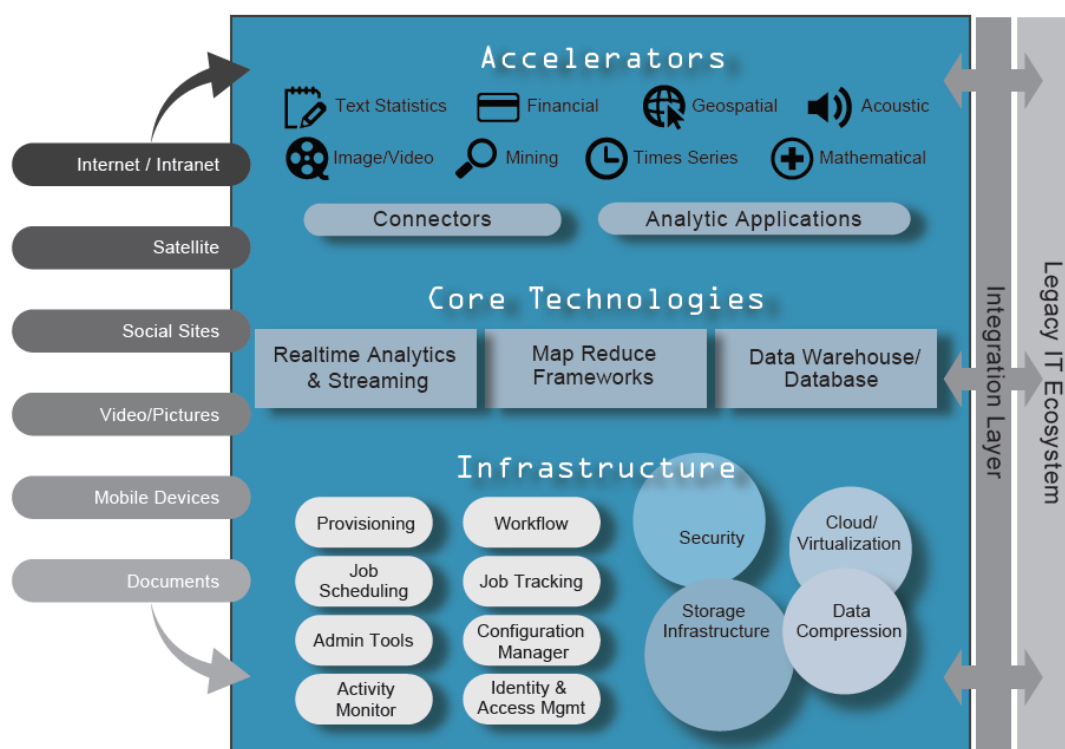 Accelerators
Text Statistics
Financial
Geospatial
Acoustic
Image/Video
Mining
Times Series
Mathematical
Connectors
Analytic Applications
Internet / Intranet
Satellite
Social Sites
Video/Pictures
Mobile Devices
Documents
Core Technologies
Realtime Analytics
& Streaming
Map Reduce
Frameworks
Data Warehouse/
Database
Infrastructure
Provisioning
Workflow
Job
Scheduling
Job Tracking
Admin Tools
Configuration
Manager
Activity
Monitor
Identity &
Access Mgmt
Security
Cloud/
Virtualization
Storage
Infrastructure
Data
Compression
Integration Layer
Legacy IT Ecosystem